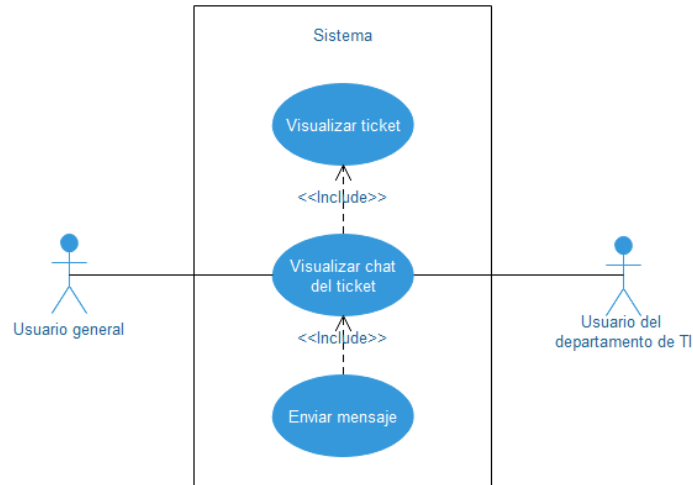 Sistema
Visualizar ticket
<<Include>>
Visualizar chat
del ticket
Usuario general
Usuario del
departamento de TI
<<Include>>
Enviar mensaje